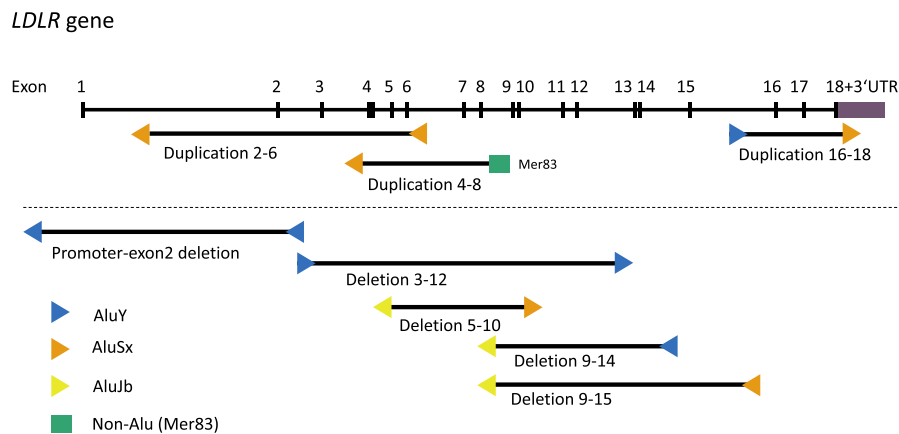 LDLR gene
Exon 1 2 3 4 5 6 7 8 9 10 11 12 13 14 15 16 17 18+3‘UTR
Duplication 2-6
Duplication 16-18
Mer83
Duplication 4-8
Promoter-exon2 deletion
Deletion 3-12
Deletion 5-10
Deletion 9-14
Deletion 9-15
AluY
AluSx
AluJb
Non-Alu (Mer83)